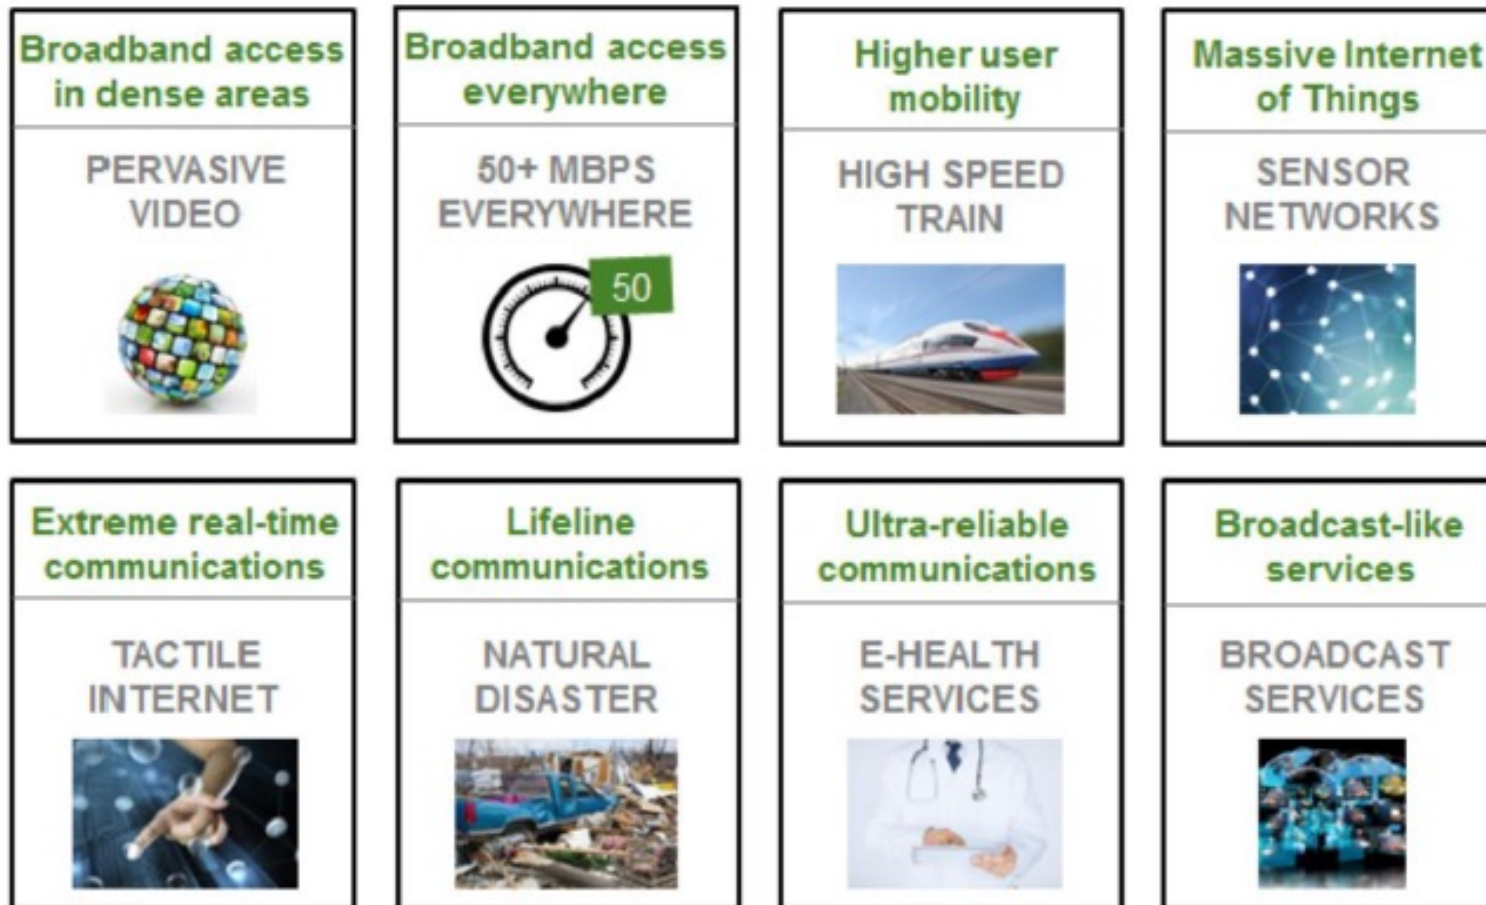 Broadband access
in dense areas
PERVASIVE
VIDEO
Broadband access
everywhere
50+ MBPS
EVERYWHERE
50
Higher user
mobility
HIGH SPEED
TRAIN
Massive Internet
of Things
SENSOR
NETWORKS
Extreme real-time
communications
TACTILE
INTERNET
Lifeline
communications
NATURAL
DISASTER
Ultra-reliable
communications
E-HEALTH
SERVICES
Broadcast-like
services
BROADCAST
SERVICES